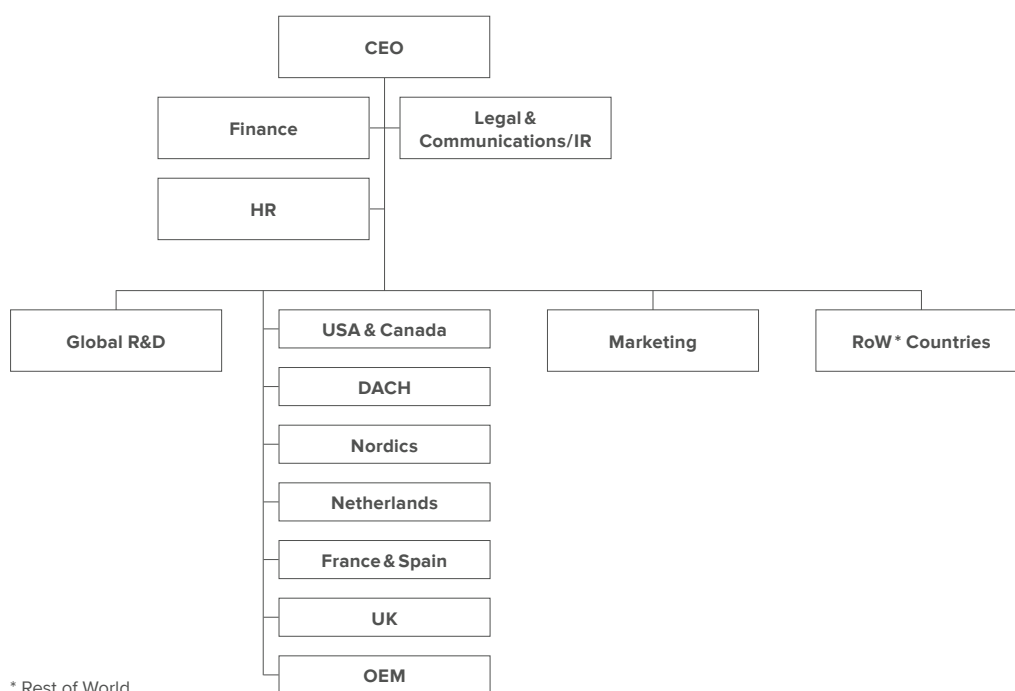 CEO
Finance
Legal & 
Communications/IR
HR
Global R&D
USA & Canada
DACH
Nordics
Netherlands
France & Spain
UK
OEM
Marketing
RoW * Countries
* Rest of World